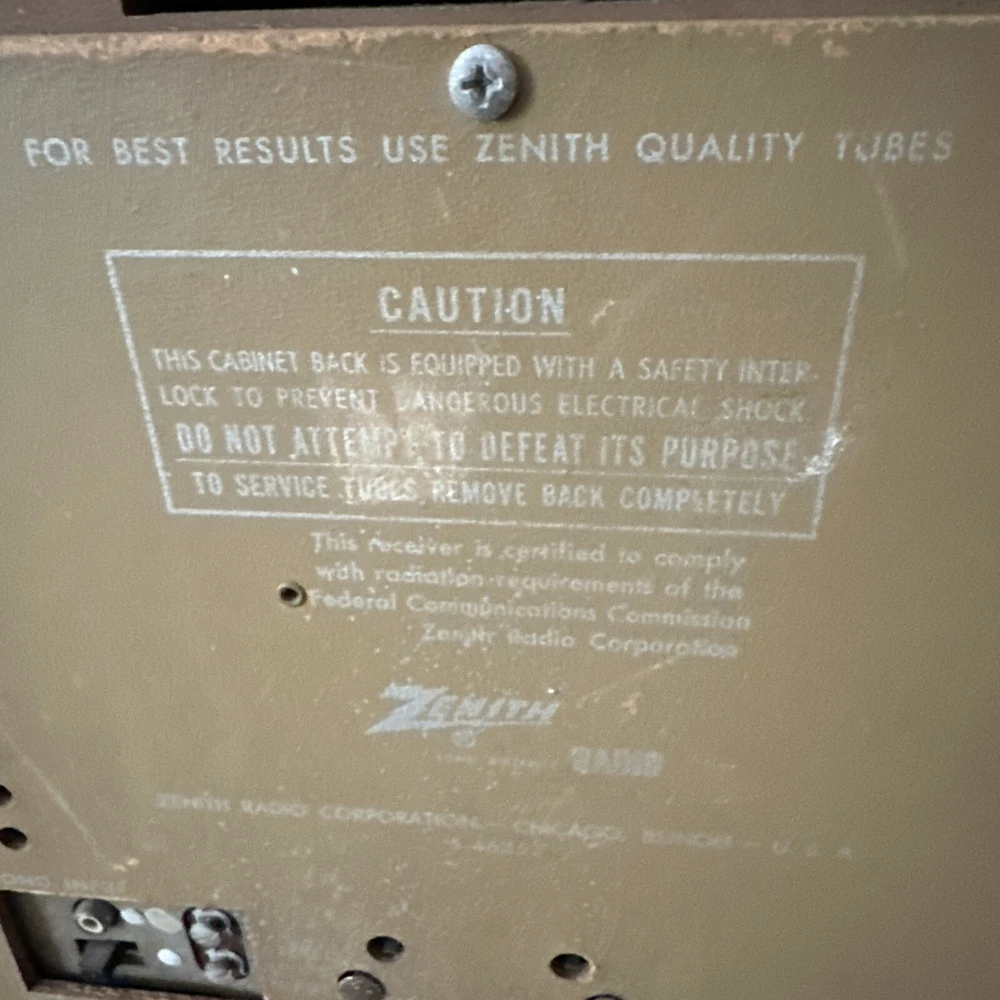 FOR BEST RESULTS USE ZENITH QUALITY TUBES
CAUTION
THIS CABINET BACK IS EQUIPPED WITH A SAFETY INTER-
LOCK TO PREVENT DANGEROUS ELECTRICAL SHOCK
DO NOT ATTEMPT TO DEFEAT ITS PURPOSE
TO SERVICE TUBES REMOVE BACK COMPLETELY
This receiver is certified to comply
with radiation requirements of the
Federal Communications Commission
Zenith Radio Corporation
ZENITH
RADIO
ZENITH RADIO CORPORATION - CHICAGO, ILLINOIS - U. S. A.